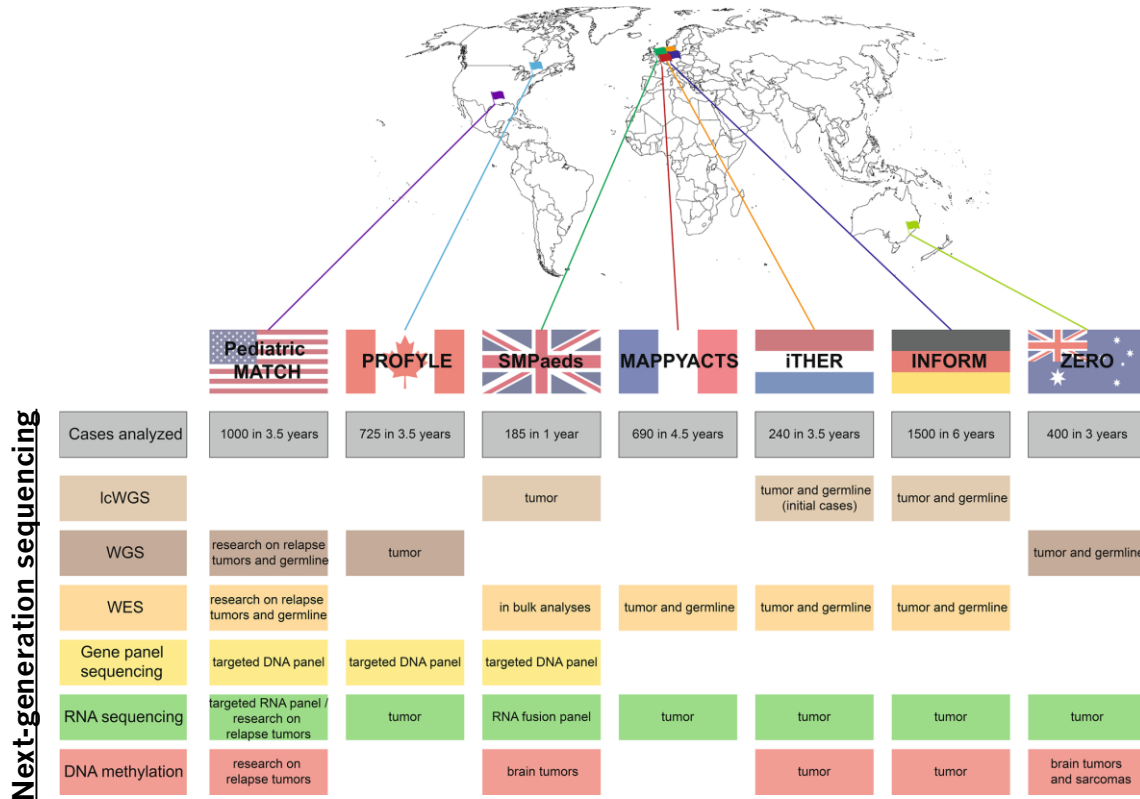 Pediatric
MATCH
PROFYLE
SMPaeds
MAPPYACTS
iTHER
INFORM
ZERO
Next-generation sequencing
Cases analyzed
1000 in 3.5 years
725 in 3.5 years
185 in 1 year
690 in 4.5 years
240 in 3.5 years
1500 in 6 years
400 in 3 years
lcWGS
tumor
tumor and germline
(initial cases)
tumor and germline
WGS
research on relapse
tumors and germline
tumor
tumor and germline
WES
research on relapse
tumors and germline
in bulk analyses
tumor and germline
tumor and germline
tumor and germline
Gene panel
sequencing
targeted DNA panel
targeted DNA panel
targeted DNA panel
RNA sequencing
targeted RNA panel /
research on
relapse tumors
tumor
RNA fusion panel
tumor
tumor
tumor
tumor
DNA methylation
research on
relapse tumors
brain tumors
tumor
tumor
brain tumors
and sarcomas